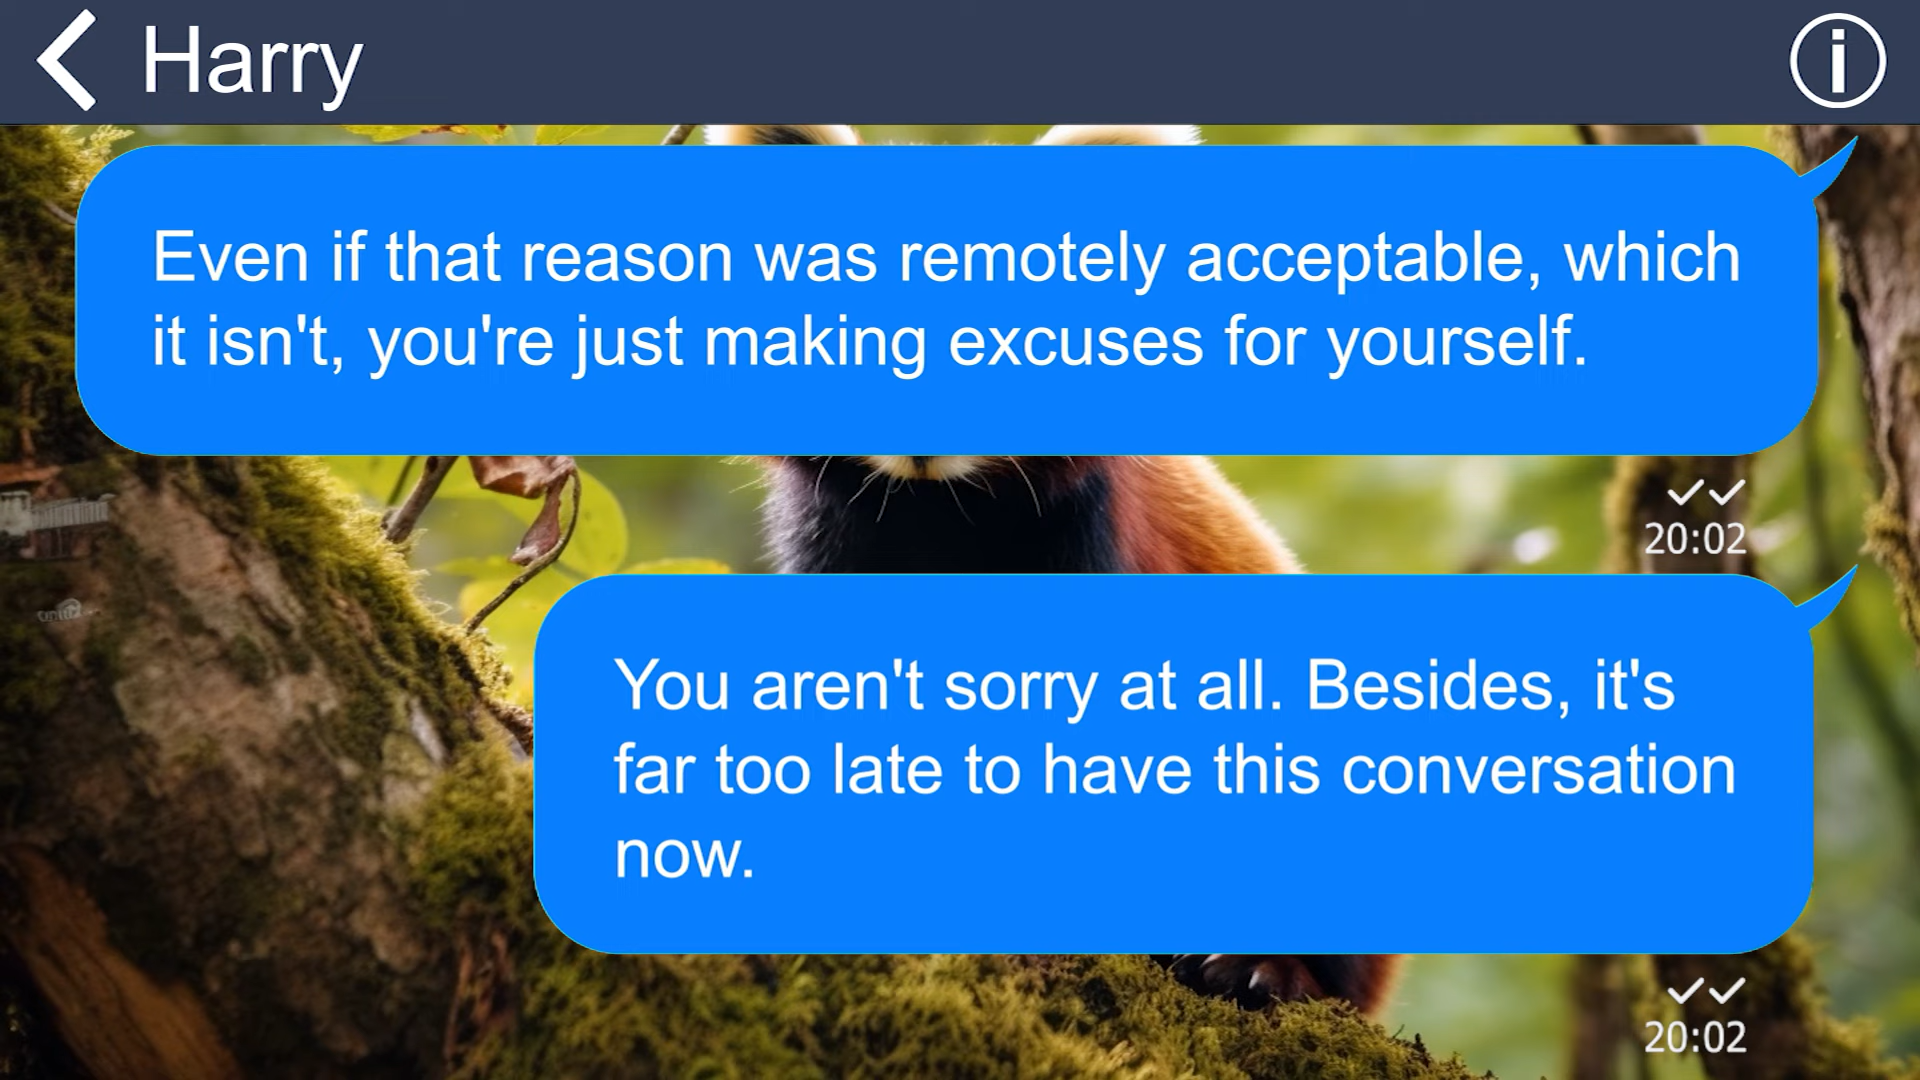 Harry
Even if that reason was remotely acceptable, which
it isn't, you're just making excuses for yourself.
20:02
You aren't sorry at all. Besides, it's
far too late to have this conversation
now.
20:02